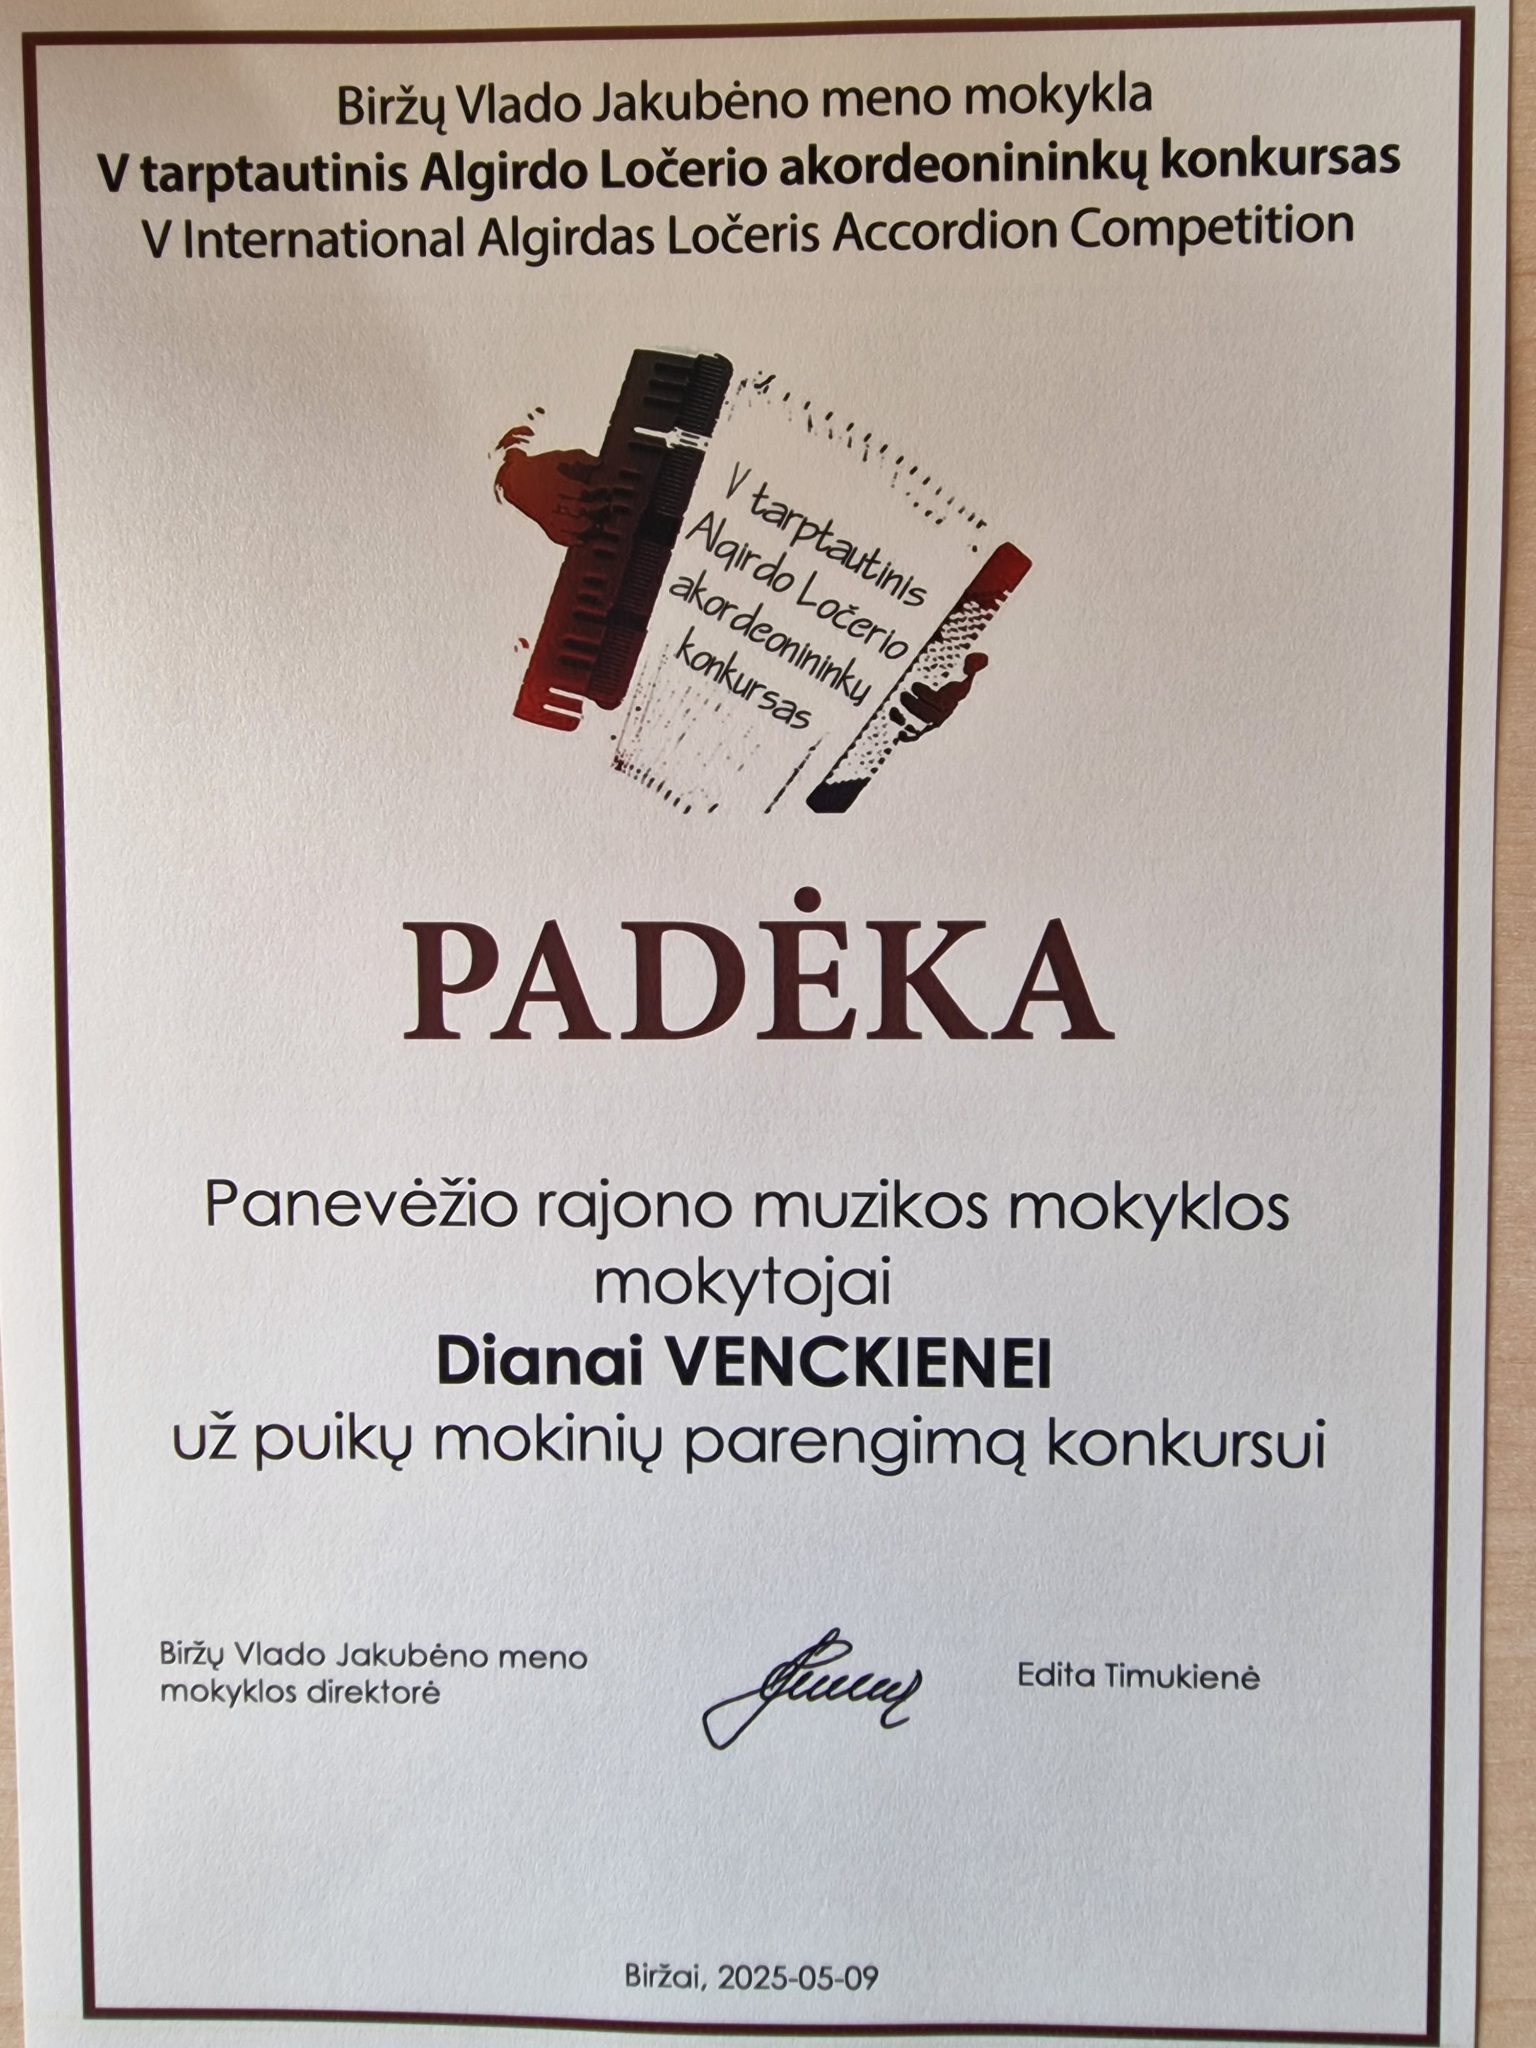 Biržų Vlado Jakubėno meno mokykla
V tarptautinis Algirdo Ločerio akordeonininkų konkursas
V International Algirdas Ločeris Accordion Competition
V tarptautinis
Algirdo Ločerio
akordeonininkų
konkursas
PADĖKA
Panevėžio rajono muzikos mokyklos
mokytojai
Dianai VENCKIENEI
už puikų mokinių parengimą konkursui
Biržų Vlado Jakubėno meno
mokyklos direktorė
Edita Timukienė
Biržai, 2025-05-09